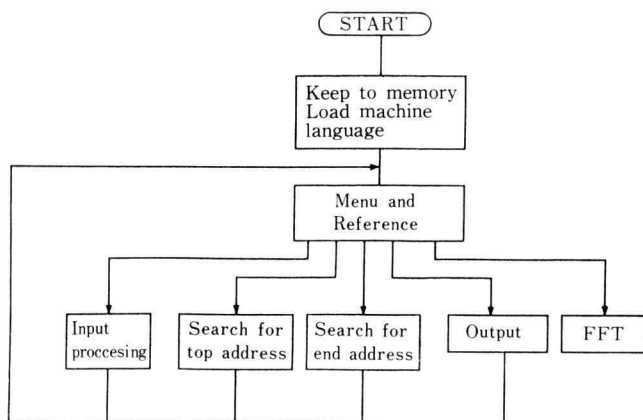 START
Keep to memory
Load machine
language
Menu and
Reference
Input
proccesing
Search for
top address
Search for
end address
Output
FFT